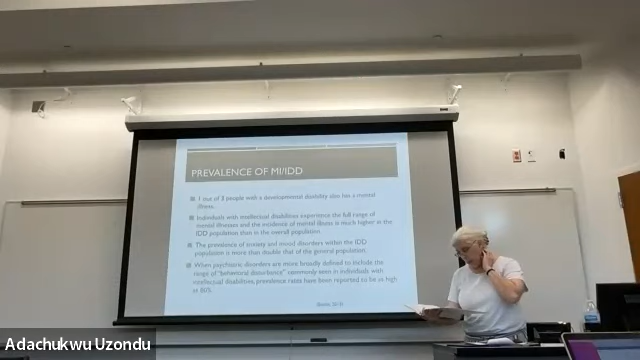 PREVALENCE OF MI/IDD
1 out of 3 people with a developmental disability also has a mental
illness.
Individuals with intellectual disabilities experience the full range of
mental illnesses and the incidence of mental illness is much higher in the
IDD population than in the overall population.
The prevalence of anxiety and mood disorders within the IDD
population is more than double that of the general population.
When psychiatric disorders are more broadly defined to include the
range of "behavioral disturbance" commonly seen in individuals with
intellectual disabilities, prevalence rates have been reported to be as high
as 80%.
Adachukwu Uzondu